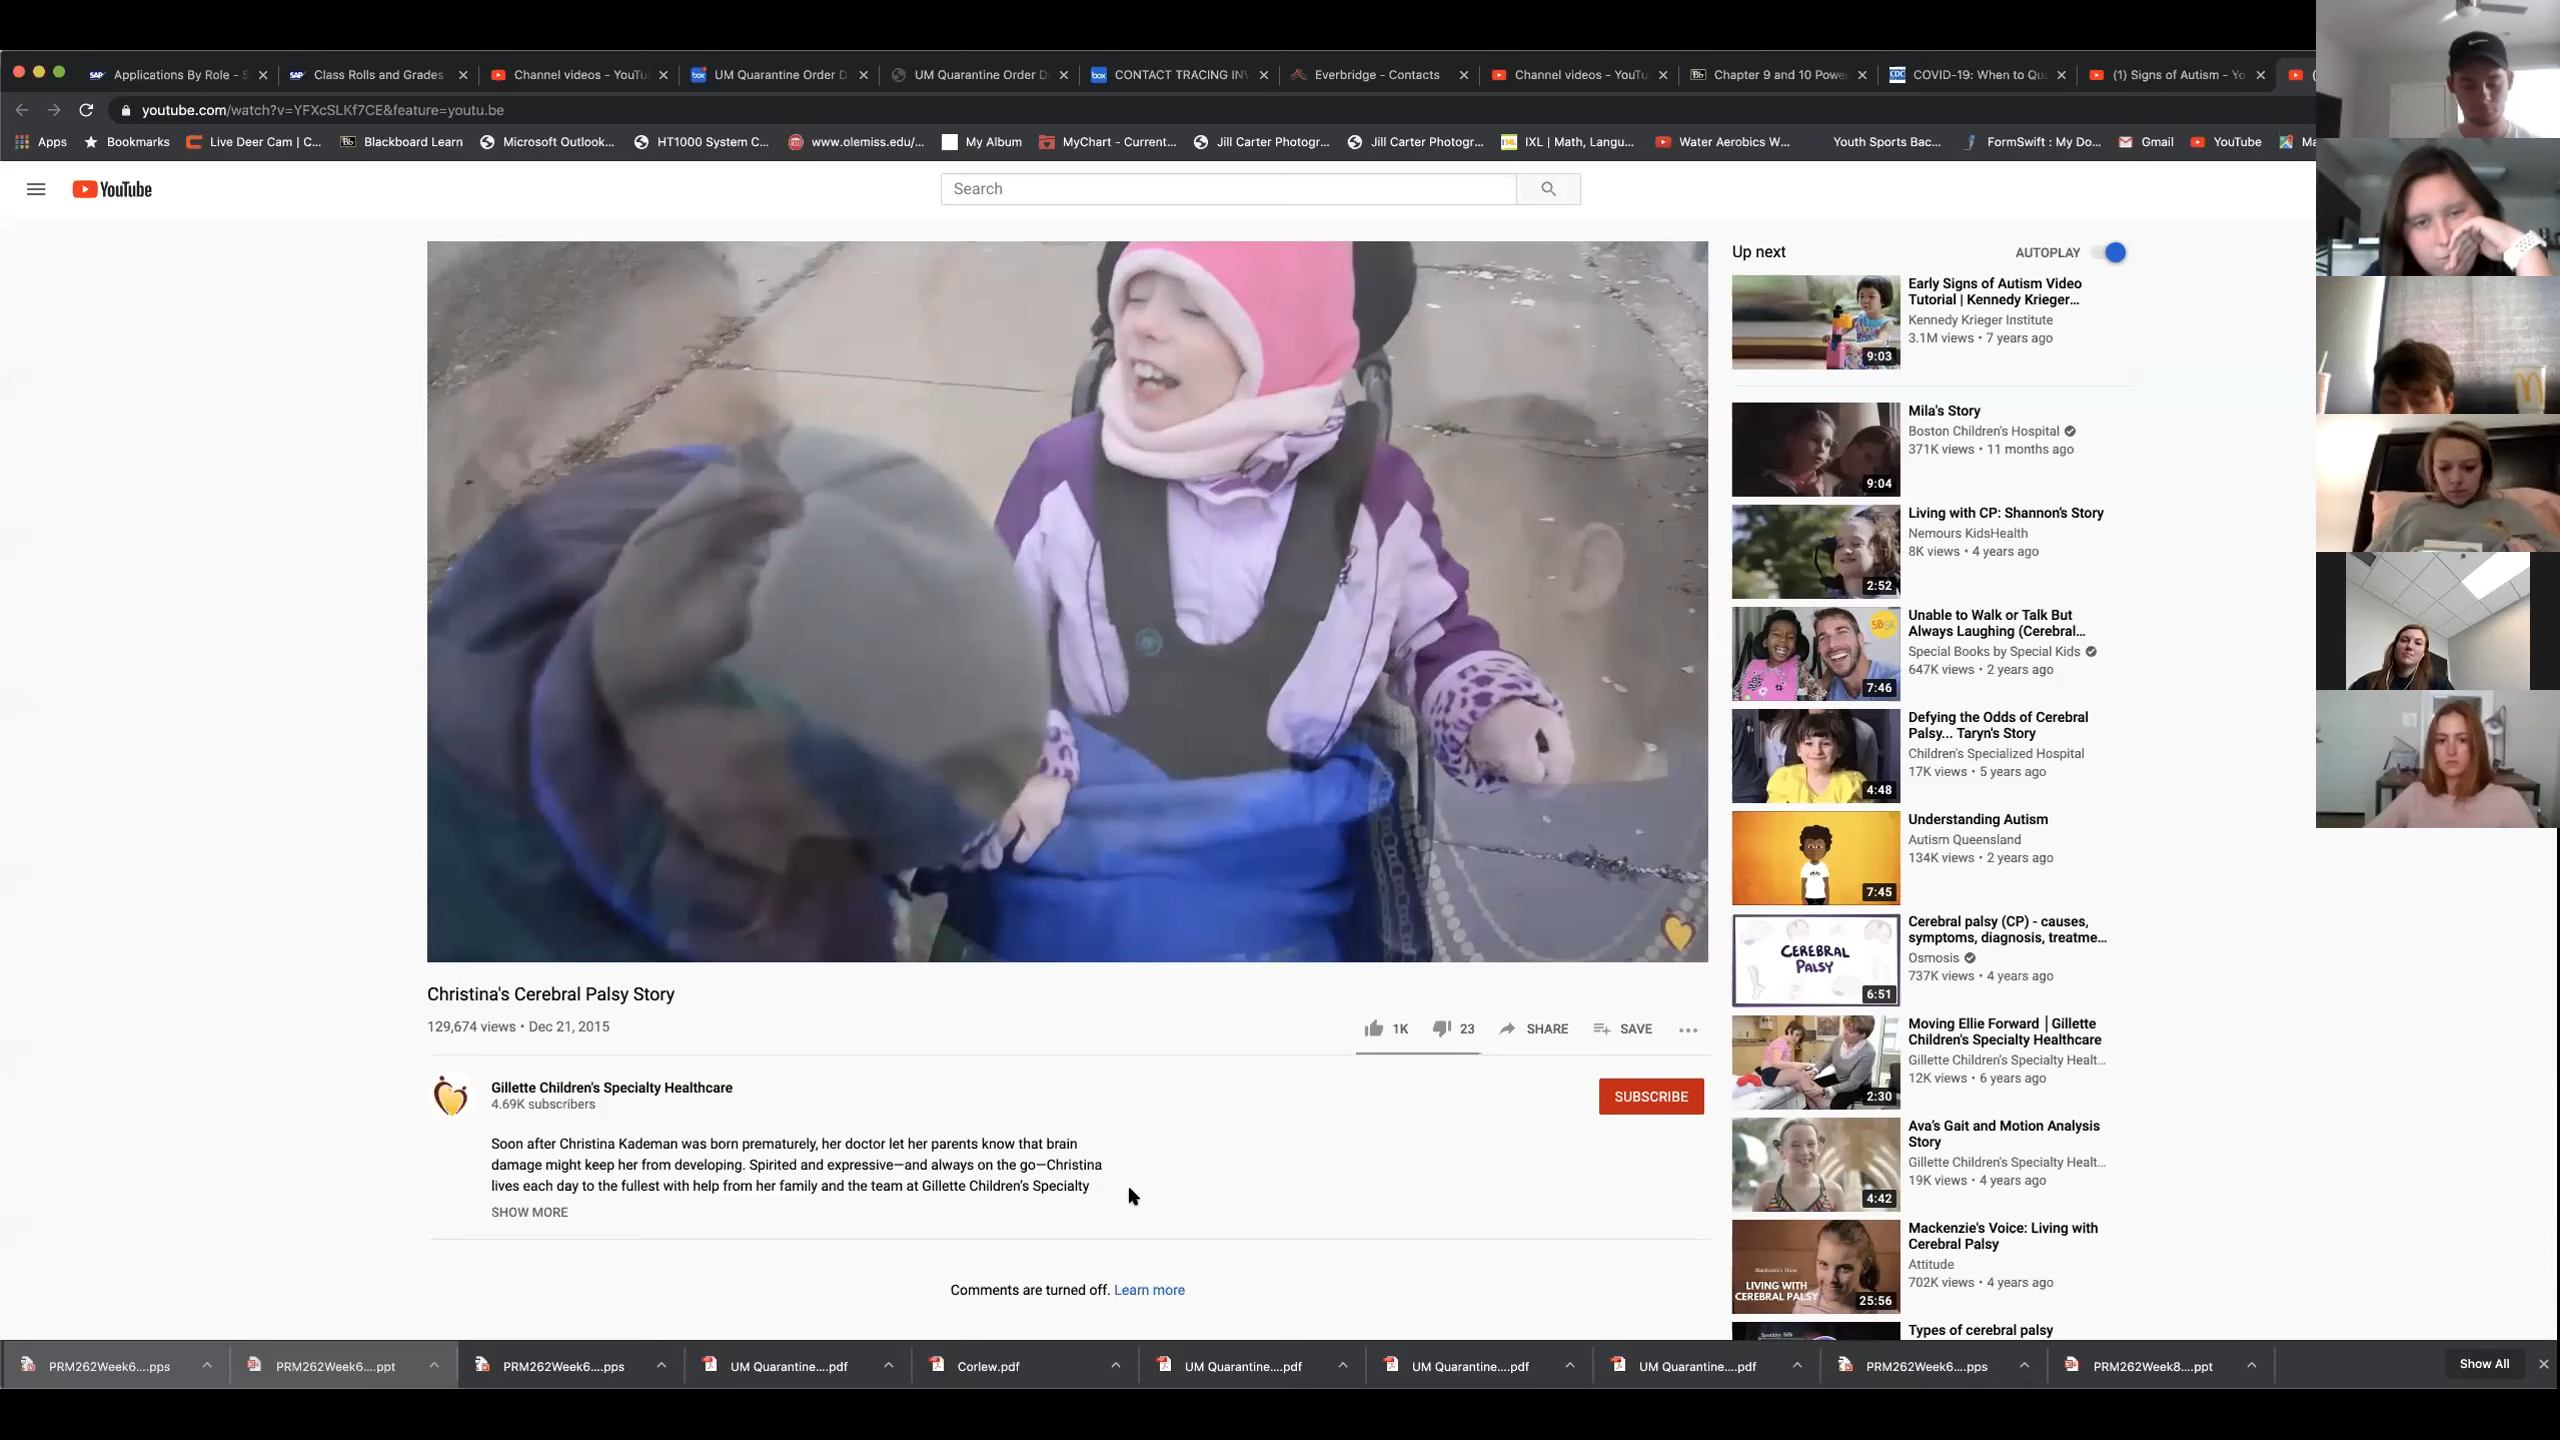 Applications By Role - S
Class Rolls and Grades
Channel videos - YouTu
UM Quarantine Order D
UM Quarantine Order D
CONTACT TRACING INV
Everbridge - Contacts
Channel videos - YouTu
Chapter 9 and 10 Powe
COVID-19: When to Qua
(1) Signs of Autism - Yo
youtube.com/watch?v=YFXcSLKf7CE&feature=youtu.be
Apps
Bookmarks
Live Deer Cam | C...
Blackboard Learn
Microsoft Outlook...
HT1000 System C...
www.olemiss.edu/...
My Album
MyChart - Current...
Jill Carter Photogr...
Jill Carter Photogr...
IXL | Math, Langu...
Water Aerobics W...
Youth Sports Bac...
FormSwift : My Do...
Gmail
YouTube
Ma
YouTube
Search
Up next
AUTOPLAY
Early Signs of Autism Video
Tutorial | Kennedy Krieger...
Kennedy Krieger Institute
3.1M views • 7 years ago
9:03
Mila's Story
Boston Children's Hospital
371K views • 11 months ago
9:04
Living with CP: Shannon's Story
Nemours KidsHealth
8K views • 4 years ago
2:52
Unable to Walk or Talk But
Always Laughing (Cerebral...
Special Books by Special Kids
647K views • 2 years ago
SBSK
7:46
Defying the Odds of Cerebral
Palsy... Taryn's Story
Children's Specialized Hospital
17K views • 5 years ago
4:48
Understanding Autism
Autism Queensland
134K views • 2 years ago
7:45
Cerebral palsy (CP) - causes,
symptoms, diagnosis, treatme...
Osmosis
737K views • 4 years ago
CEREBRAL
PALSY
6:51
Moving Ellie Forward | Gillette
Children's Specialty Healthcare
Gillette Children's Specialty Healt...
12K views • 6 years ago
2:30
Ava's Gait and Motion Analysis
Story
Gillette Children's Specialty Healt...
19K views • 4 years ago
4:42
Mackenzie's Voice: Living with
Cerebral Palsy
Attitude
702K views • 4 years ago
LIVING WITH
CEREBRAL PALSY
25:56
Types of cerebral palsy
Christina's Cerebral Palsy Story
129,674 views • Dec 21, 2015
1K
23
SHARE
SAVE
Gillette Children's Specialty Healthcare
4.69K subscribers
SUBSCRIBE
Soon after Christina Kademan was born prematurely, her doctor let her parents know that brain
damage might keep her from developing. Spirited and expressive—and always on the go—Christina
lives each day to the fullest with help from her family and the team at Gillette Children's Specialty
SHOW MORE
Comments are turned off. Learn more
PRM262Week6....pps
PRM262Week6....ppt
PRM262Week6....pps
UM Quarantine....pdf
Corlew.pdf
UM Quarantine....pdf
UM Quarantine....pdf
UM Quarantine....pdf
PRM262Week6....pps
PRM262Week8....ppt
Show All